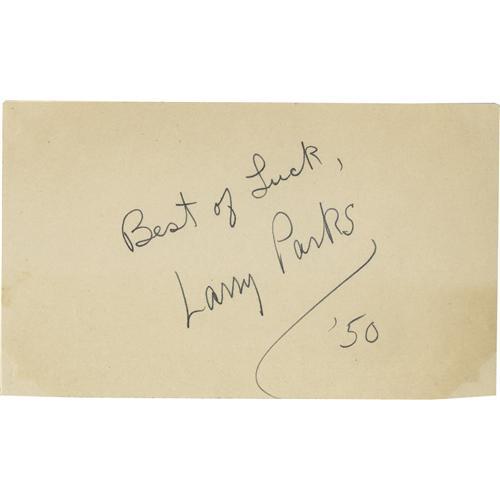 Best of Luck,
Larry Parks
'50